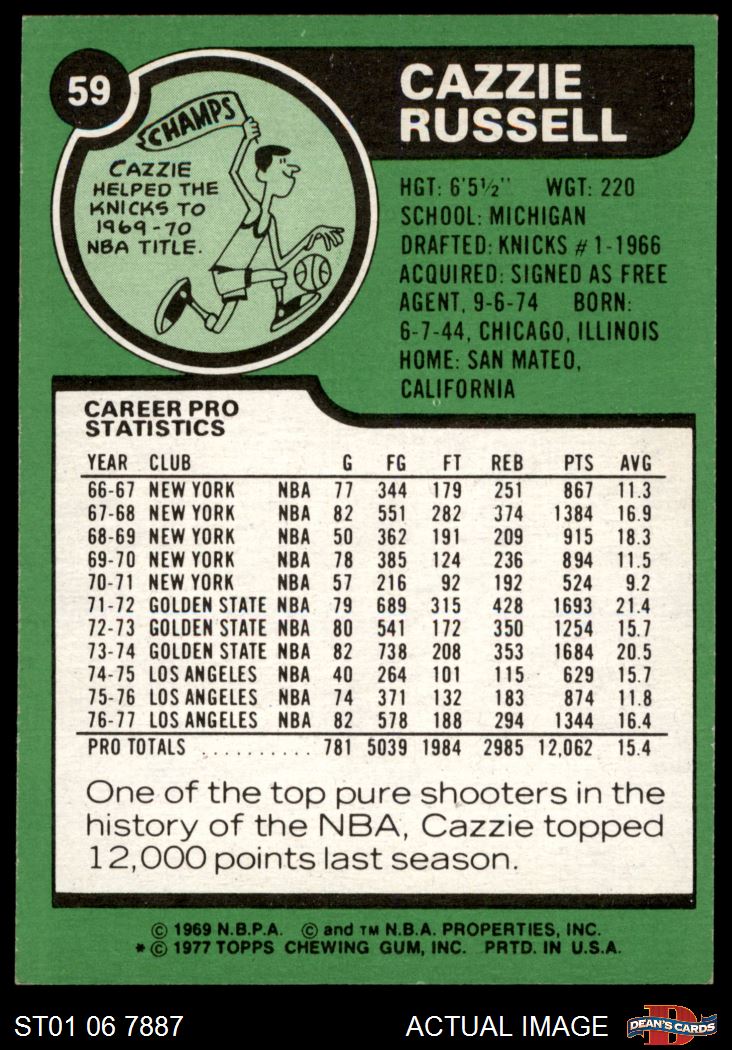 59
CAZZIE
RUSSELL
CHAMPS
CAZZIE
HELPED THE
KNICKS TO
1969-70
NBA TITLE.
HGT: 6'5½" WGT: 220
SCHOOL: MICHIGAN
DRAFTED: KNICKS #1-1966
ACQUIRED: SIGNED AS FREE
AGENT, 9-6-74 BORN:
6-7-44, CHICAGO, ILLINOIS
HOME: SAN MATEO,
CALIFORNIA
CAREER PRO
STATISTICS
YEAR CLUB G FG FT REB PTS AVG
66-67 NEW YORK NBA 77 344 179 251 867 11.3
67-68 NEW YORK NBA 82 551 282 374 1384 16.9
68-69 NEW YORK NBA 50 362 191 209 915 18.3
69-70 NEW YORK NBA 78 385 124 236 894 11.5
70-71 NEW YORK NBA 57 216 92 192 524 9.2
71-72 GOLDEN STATE NBA 79 689 315 428 1693 21.4
72-73 GOLDEN STATE NBA 80 541 172 350 1254 15.7
73-74 GOLDEN STATE NBA 82 738 208 353 1684 20.5
74-75 LOS ANGELES NBA 40 264 101 115 629 15.7
75-76 LOS ANGELES NBA 74 371 132 183 874 11.8
76-77 LOS ANGELES NBA 82 578 188 294 1344 16.4
PRO TOTALS .......... 781 5039 1984 2985 12,062 15.4
One of the top pure shooters in the
history of the NBA, Cazzie topped
12,000 points last season.
© 1969 N.B.P.A. © and TM N.B.A. PROPERTIES, INC.
* © 1977 TOPPS CHEWING GUM, INC. PRTD. IN U.S.A.
ST01 06 7887 ACTUAL IMAGE
D
DEAN'S CARDS